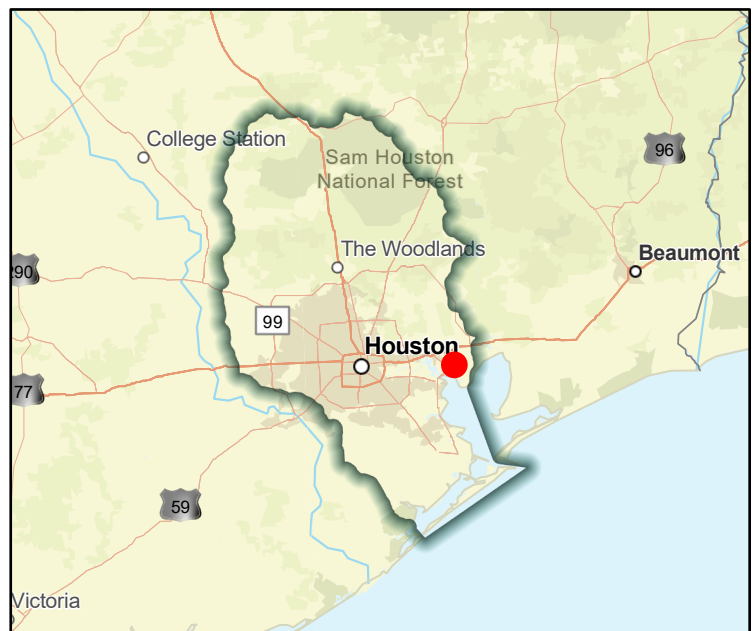 College Station
Sam Houston
National Forest
96
The Woodlands
Beaumont
290
99
Houston
77
59
Victoria